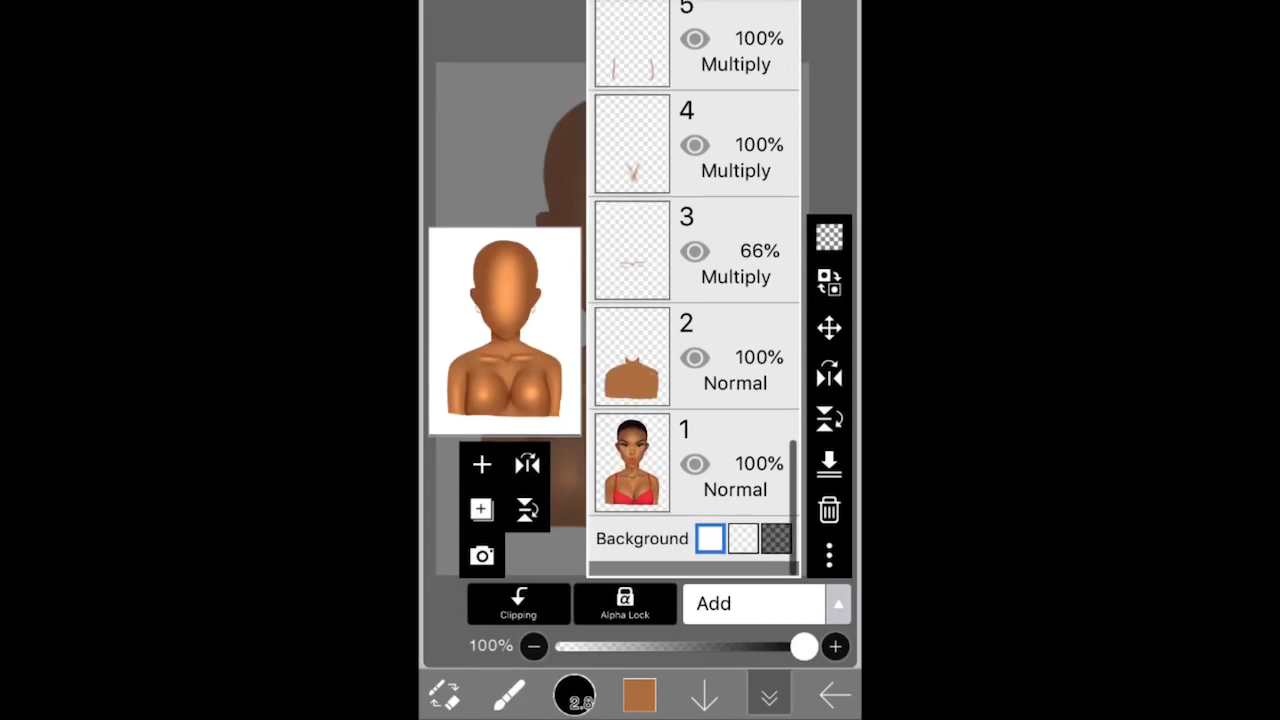 5
100%
Multiply
4
100%
Multiply
3
66%
Multiply
2
100%
Normal
1
100%
Normal
Background
Clipping
Alpha Lock
Add
100%
2.8